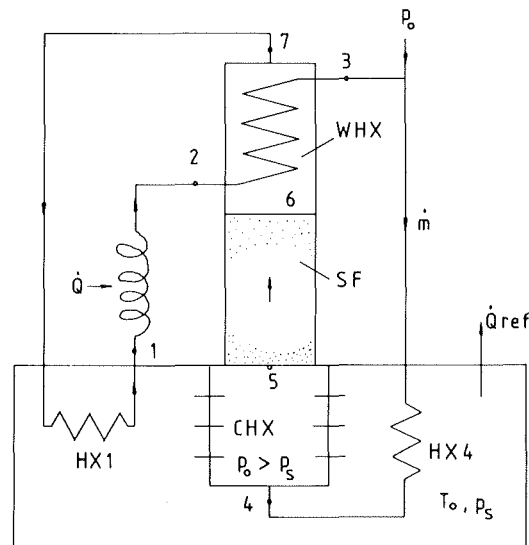 7
3
P₀
WHX
2
6
ṁ
SF
Q̇
Q̇ref
1
5
CHX
P₀ > Pₛ
HX1
HX4
4
T₀, Pₛ